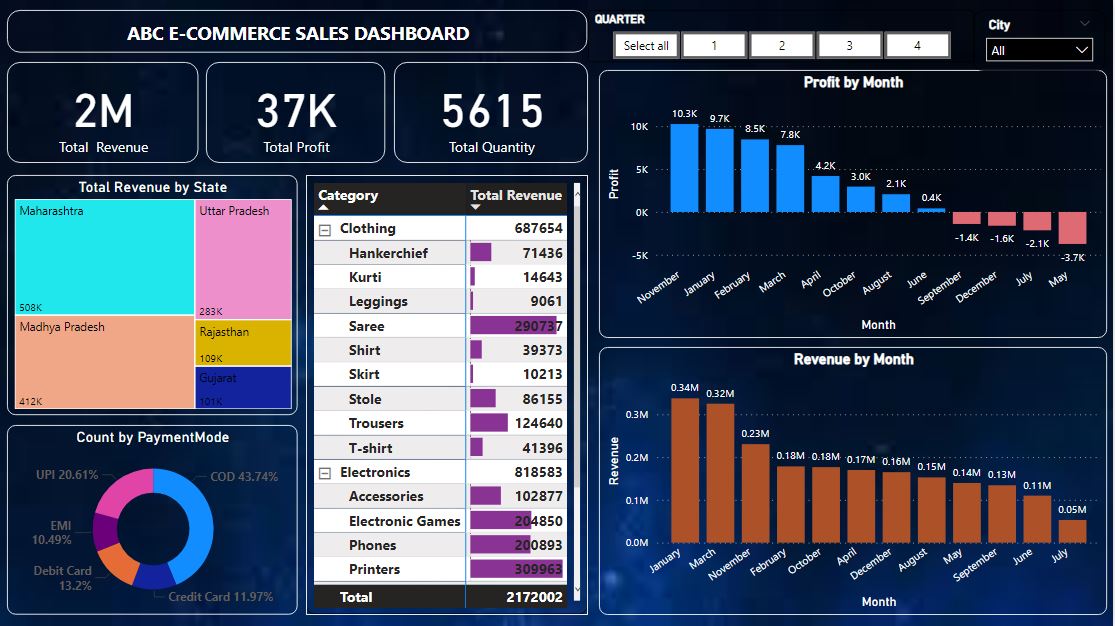 ABC E-COMMERCE SALES DASHBOARD
QUARTER
Select all 1 2 3 4
City
All
2M
Total Revenue
37K
Total Profit
5615
Total Quantity
Total Revenue by State
Maharashtra
508K
Uttar Pradesh
283K
Madhya Pradesh
412K
Rajasthan
109K
Gujarat
101K
Count by PaymentMode
UPI 20.61%
COD 43.74%
EMI
10.49%
Debit Card
13.2%
Credit Card 11.97%
Category Total Revenue
Clothing 687654
Hankerchief 71436
Kurti 14643
Leggings 9061
Saree 290737
Shirt 39373
Skirt 10213
Stole 86155
Trousers 124640
T-shirt 41396
Electronics 818583
Accessories 102877
Electronic Games 204850
Phones 200893
Printers 309963
Total 2172002
Profit by Month
Profit
10K
5K
0K
-5K
10.3K 9.7K 8.5K 7.8K 4.2K 3.0K 2.1K 0.4K -1.4K -1.6K -2.1K -3.7K
November January February March April October August June September December July May
Month
Revenue by Month
Revenue
0.3M
0.2M
0.1M
0.0M
0.34M 0.32M 0.23M 0.18M 0.18M 0.17M 0.16M 0.15M 0.14M 0.13M 0.11M 0.05M
January March November February October April December August May September June July
Month